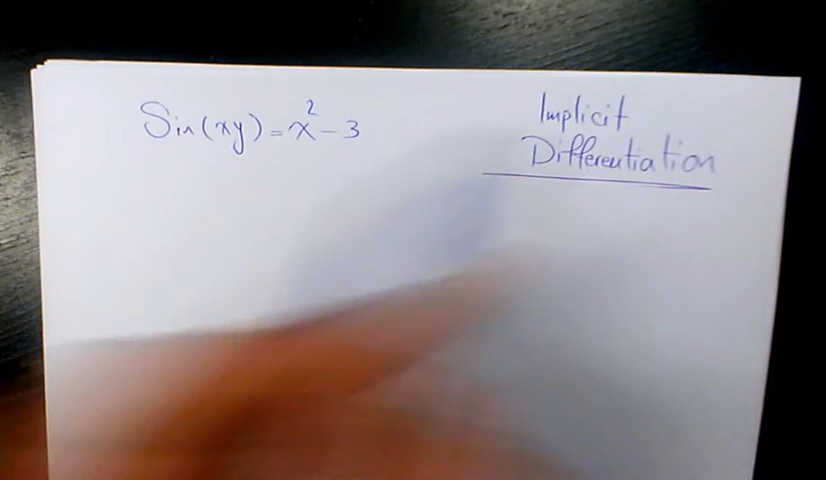 Sin(xy) = x² - 3
Implicit
Differentiation